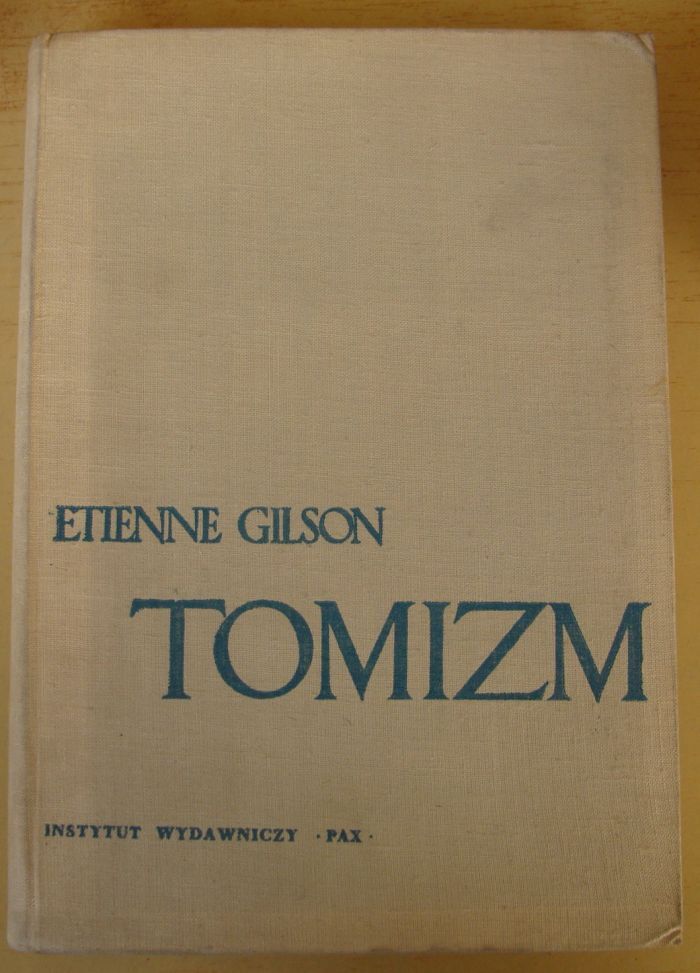 ETIENNE GILSON
TOMIZM
INSTYTUT WYDAWNICZY · PAX ·